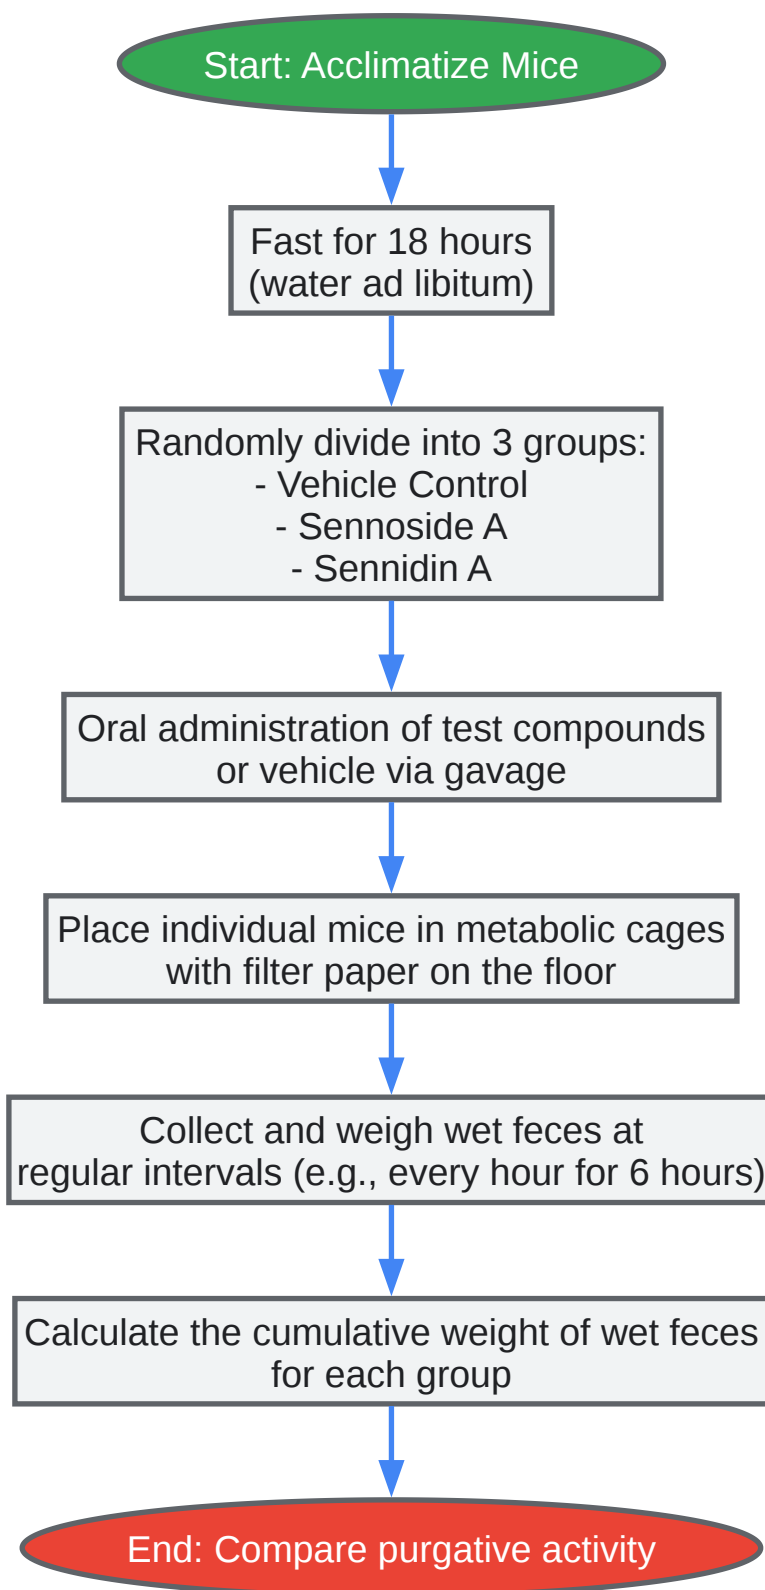 Start: Acclimatize Mice
Fast for 18 hours
(water ad libitum)
Randomly divide into 3 groups:
- Vehicle Control
- Sennoside A
- Sennidin A
Oral administration of test compounds
or vehicle via gavage
Place individual mice in metabolic cages
with filter paper on the floor
Collect and weigh wet feces at
regular intervals (e.g., every hour for 6 hours)
Calculate the cumulative weight of wet feces
for each group
End: Compare purgative activity